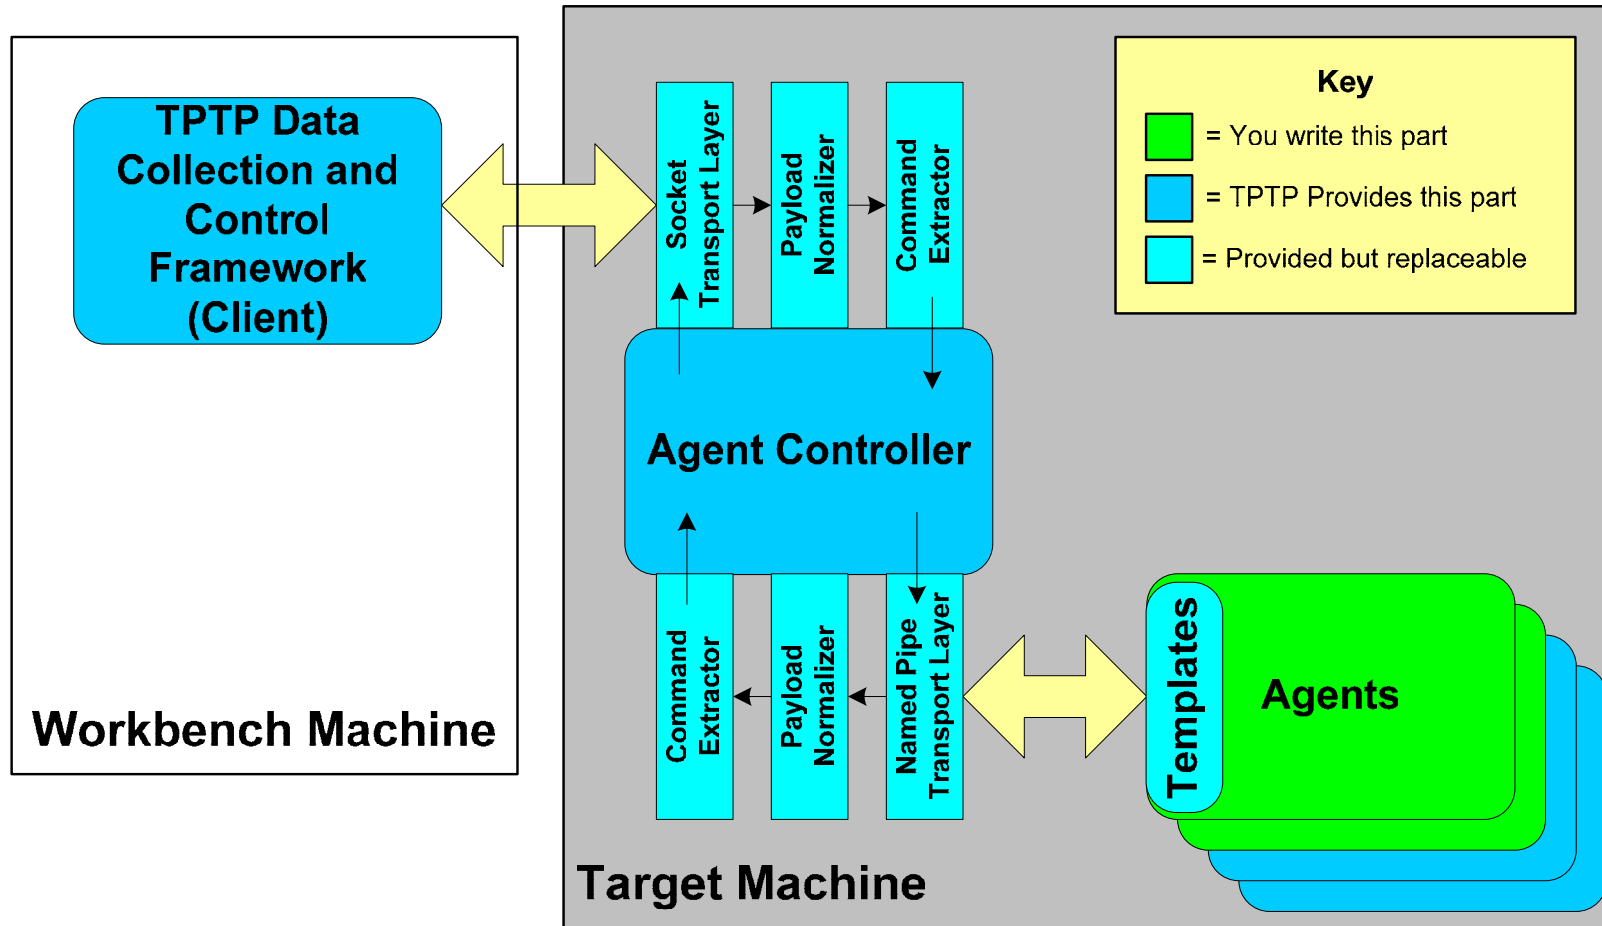 TPTP Data
Collection and
Control
Framework
(Client)
Workbench Machine
Socket
Transport Layer
Payload
Normalizer
Command
Extractor
Agent Controller
Command
Extractor
Payload
Normalizer
Named Pipe
Transport Layer
Key
= You write this part
= TPTP Provides this part
= Provided but replaceable
Templates
Agents
Target Machine